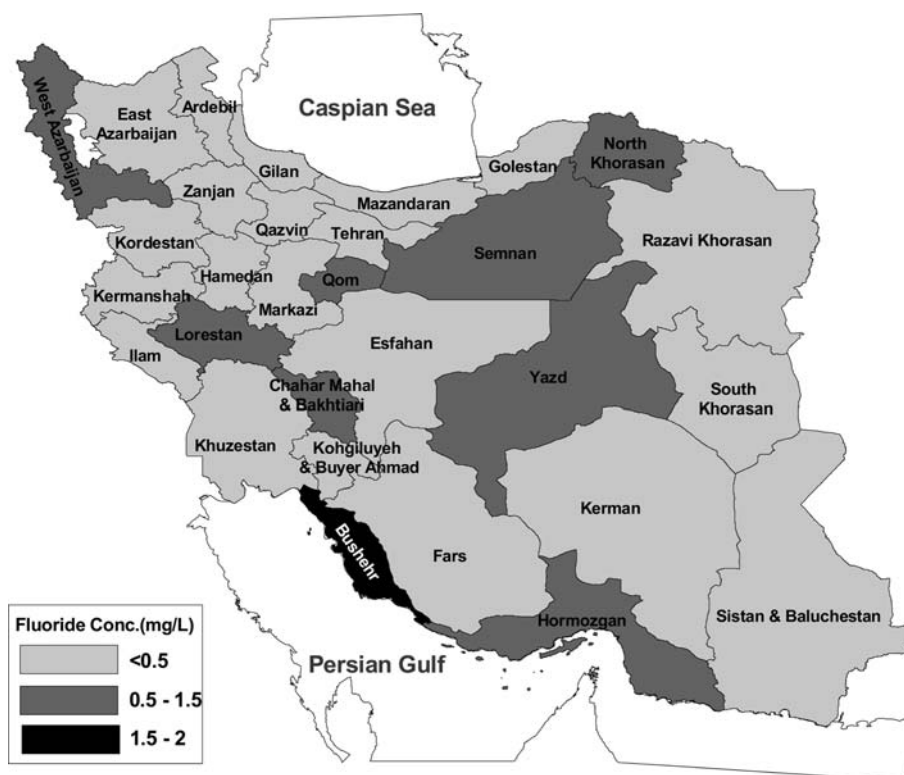 Caspian Sea
West Azarbaijan
East
Azarbaijan
Ardebil
Gilan
Zanjan
Golestan
North
Khorasan
Mazandaran
Qazvin
Tehran
Kordestan
Semnan
Razavi Khorasan
Hamedan
Qom
Kermanshah
Markazi
Lorestan
Esfahan
Ilam
Yazd
Chahar Mahal
& Bakhtiari
South
Khorasan
Khuzestan
Kohgiluyeh
& Buyer Ahmad
Kerman
Bushehr
Fars
Hormozgan
Sistan & Baluchestan
Persian Gulf
Fluoride Conc.(mg/L)
<0.5
0.5 - 1.5
1.5 - 2